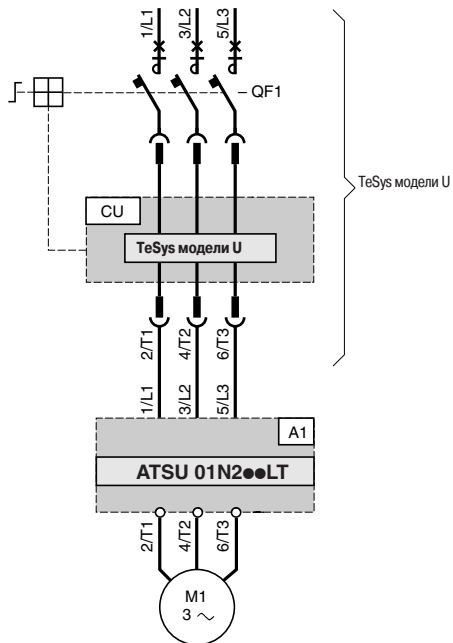 1/L1 3/L2 5/L3
QF1
TeSys модели U
CU
TeSys модели U
2/T1 4/T2 6/T3
1/L1 3/L2 5/L3
A1
ATSU 01N2●●LT
2/T1 4/T2 6/T3
M1
3 ~